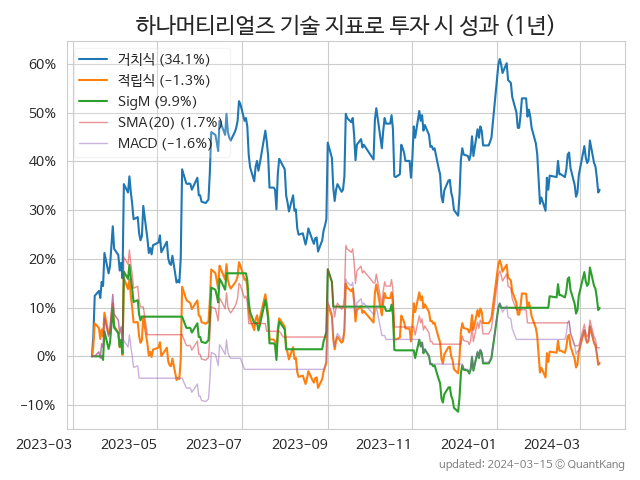 하나머티리얼즈 기술 지표로 투자 시 성과 (1년)
거치식 (34.1%)
적립식 (−1.3%)
SigM (9.9%)
SMA(20) (1.7%)
MACD (−1.6%)
60%
50%
40%
30%
20%
10%
0%
−10%
2023−03 2023−05 2023−07 2023−09 2023−11 2024−01 2024−03
updated: 2024−03−15 © QuantKang